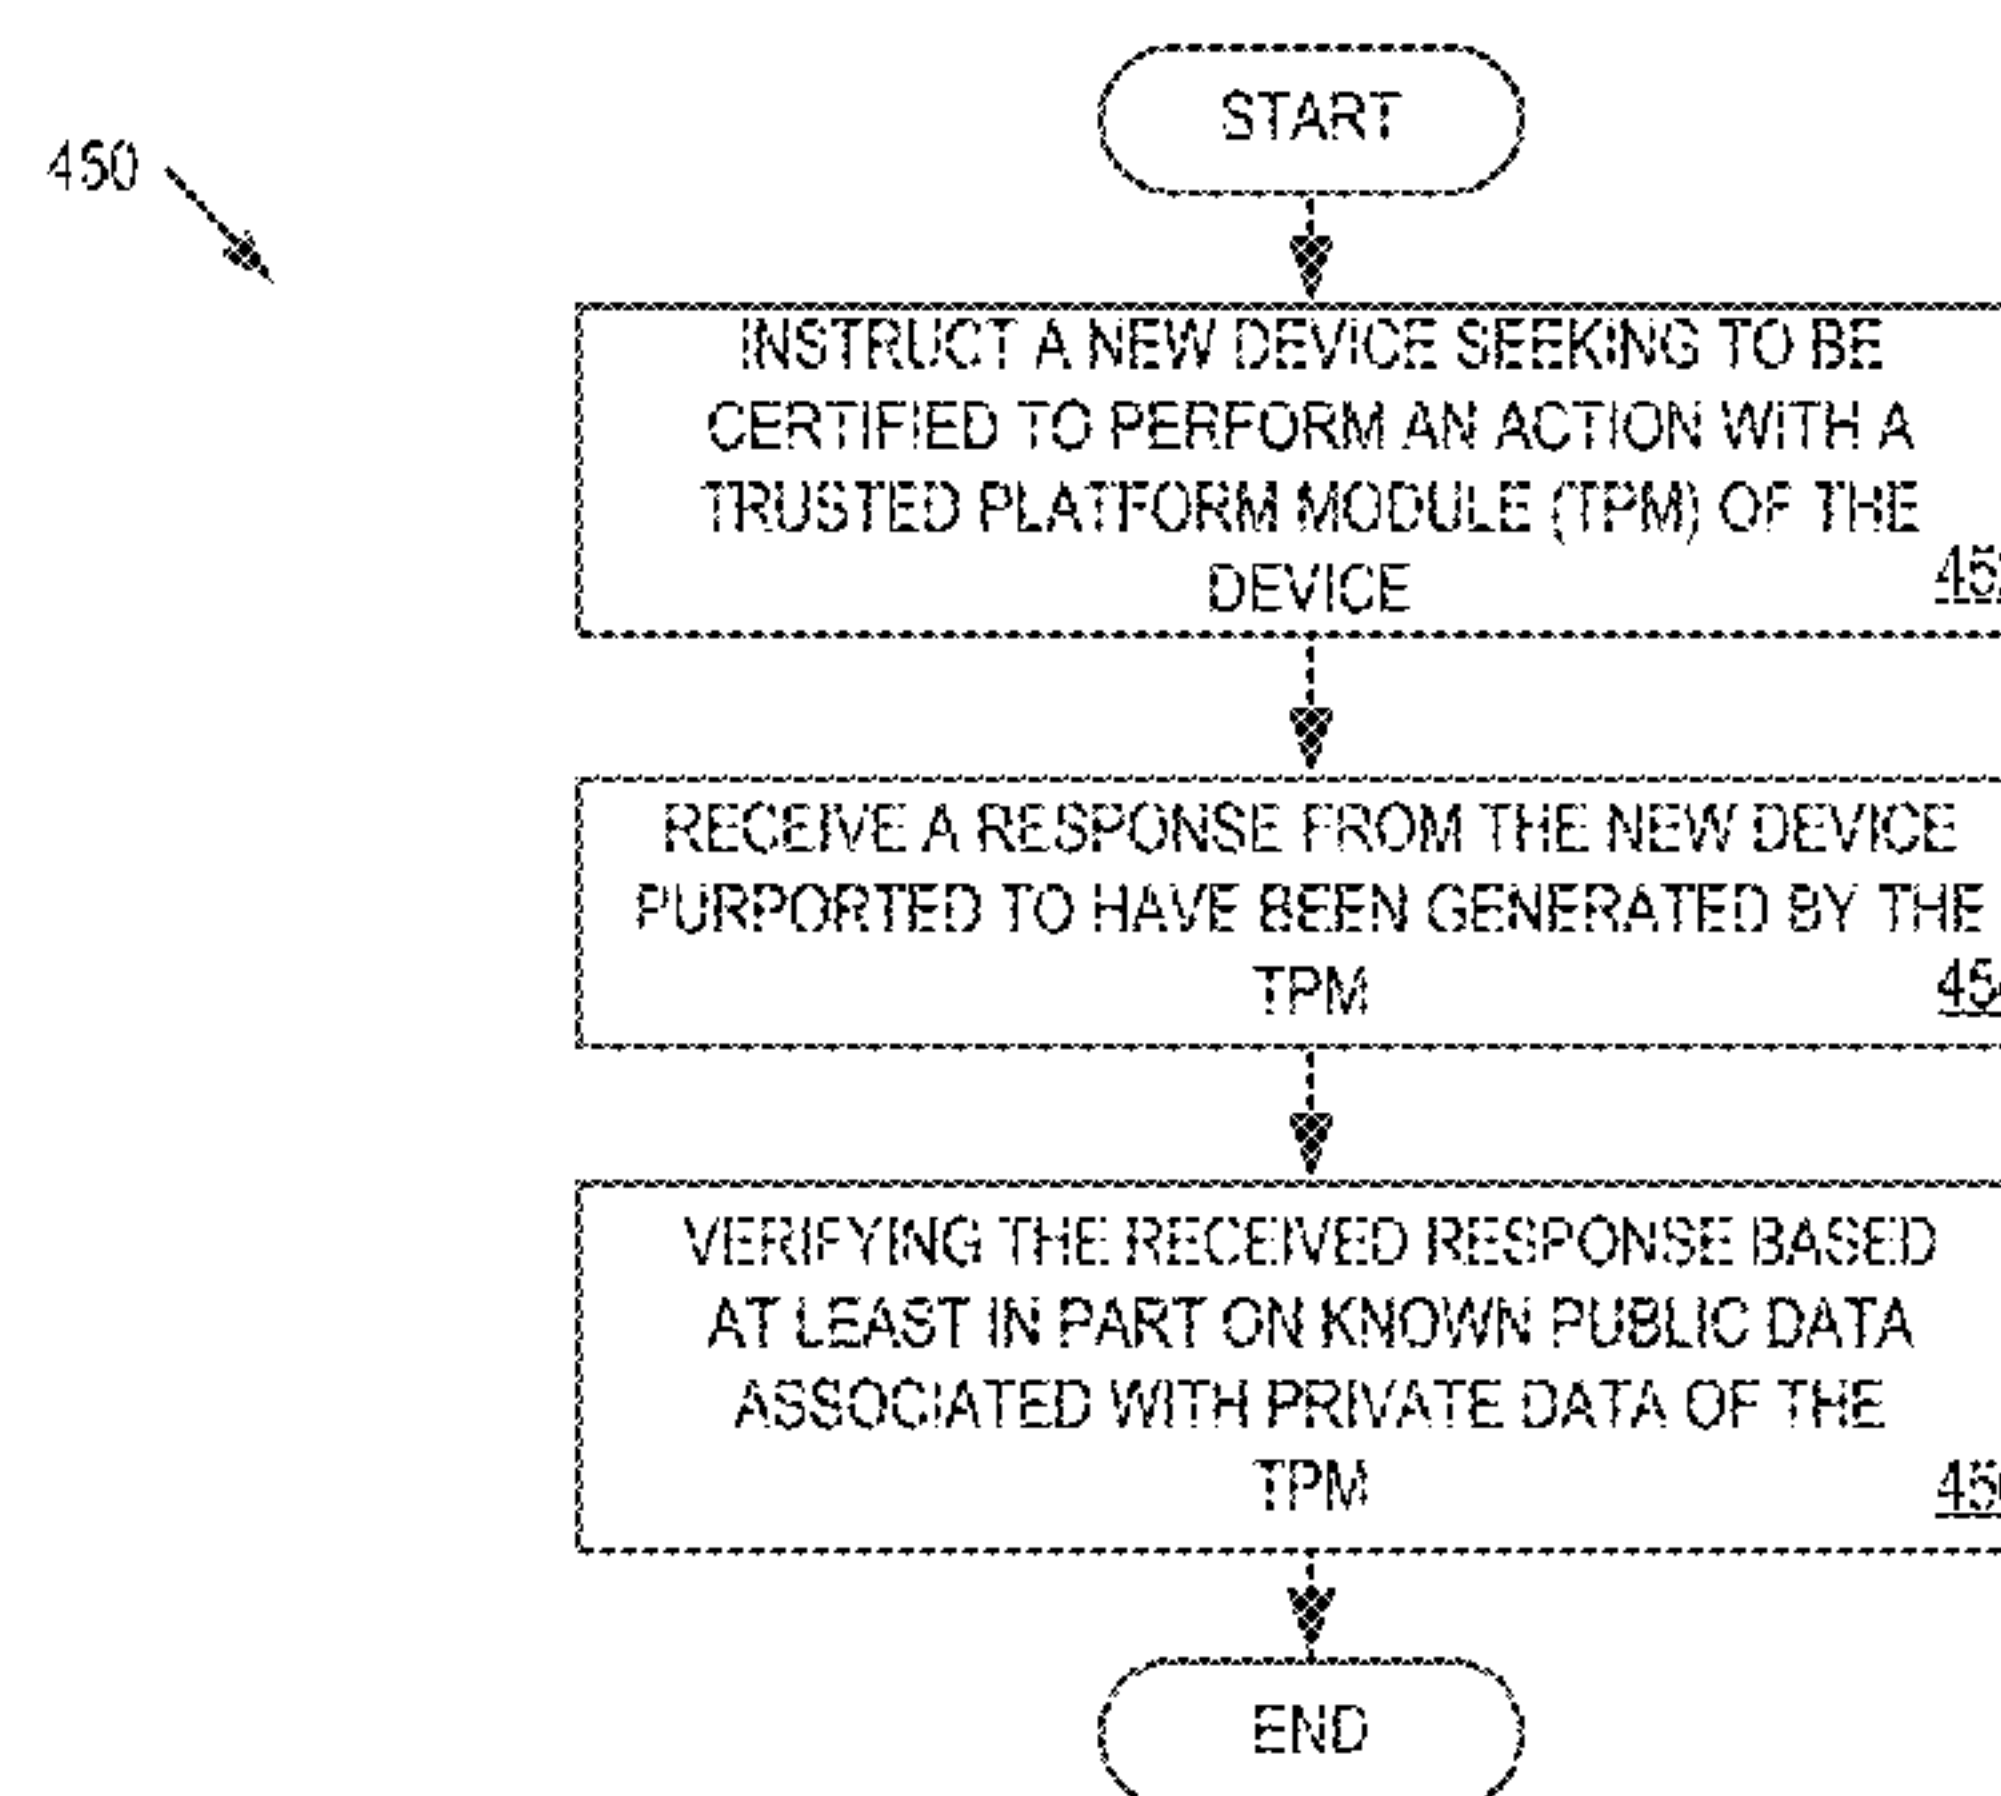 START
450
INSTRUCT A NEW DEVICE SEEKING TO BE
CERTIFIED TO PERFORM AN ACTION WITH A
TRUSTED PLATFORM MODULE (TPM) OF THE
DEVICE
RECEIVE A RESPONSE FROM THE NEW DEVICE
PURPORTED TO HAVE BEEN GENERATED BY THE
TPM
VERIFYING THE RECEIVED RESPONSE BASED
AT LEAST IN PART ON KNOWN PUBLIC DATA
ASSOCIATED WITH PRIVATE DATA OF THE
TPM
END